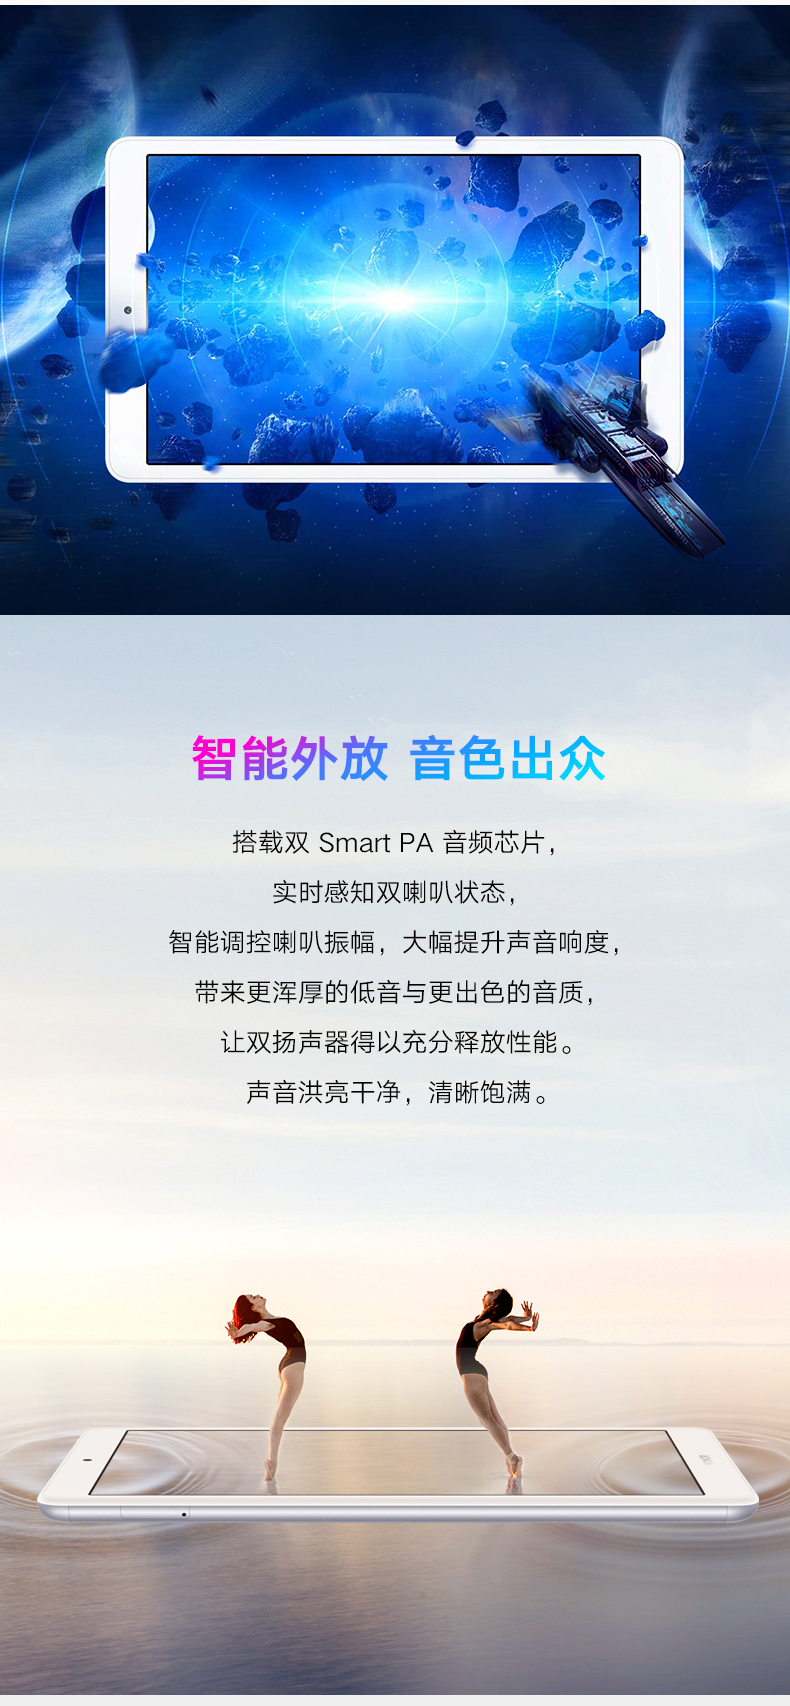 智能外放 音色出众
搭载双 Smart PA 音频芯片，
实时感知双喇叭状态，
智能调控喇叭振幅，大幅提升声音响度，
带来更浑厚的低音与更出色的音质，
让双扬声器得以充分释放性能。
声音洪亮干净，清晰饱满。